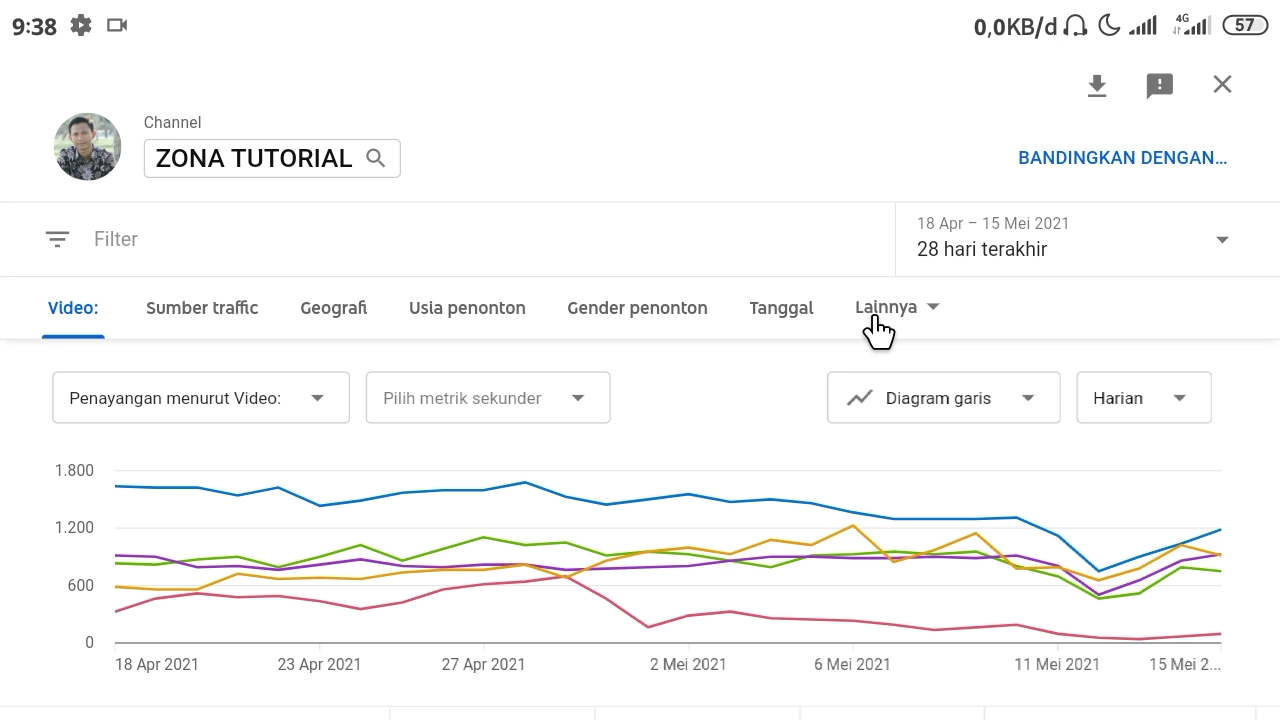 9:38 0,0KB/d 4G 57
Channel
ZONA TUTORIAL
BANDINGKAN DENGAN...
Filter
18 Apr – 15 Mei 2021
28 hari terakhir
Video: Sumber traffic Geografi Usia penonton Gender penonton Tanggal Lainnya
Penayangan menurut Video: Pilih metrik sekunder Diagram garis Harian
1.800
1.200
600
0
18 Apr 2021 23 Apr 2021 27 Apr 2021 2 Mei 2021 6 Mei 2021 11 Mei 2021 15 Mei 2...